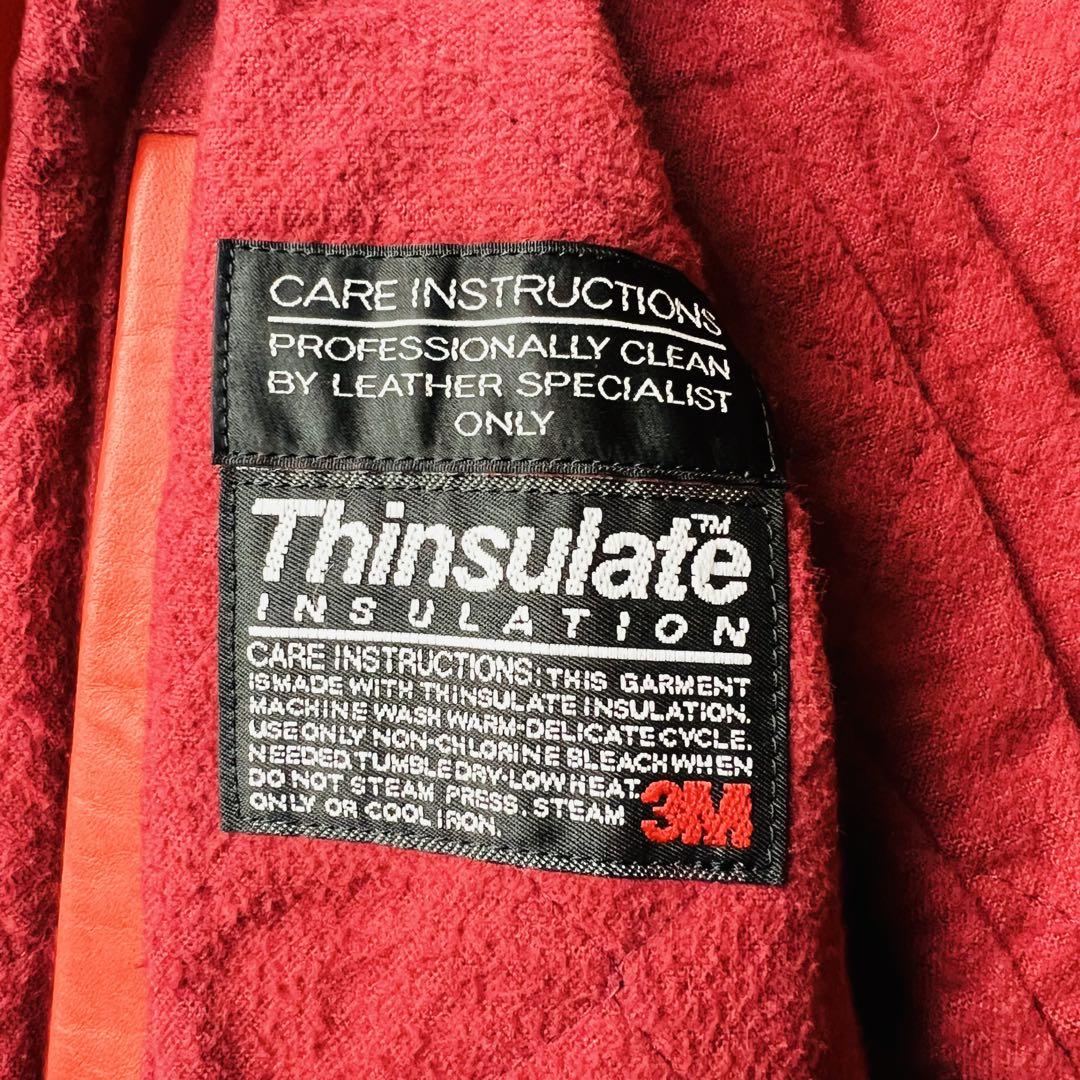 CARE INSTRUCTIONS
PROFESSIONALLY CLEAN
BY LEATHER SPECIALIST
ONLY
Thinsulate™
INSULATION
CARE INSTRUCTIONS: THIS GARMENT
IS MADE WITH THINSULATE INSULATION.
MACHINE WASH WARM-DELICATE CYCLE.
USE ONLY NON-CHLORINE BLEACH WHEN
NEEDED. TUMBLE DRY-LOW HEAT.
DO NOT STEAM PRESS. STEAM
ONLY OR COOL IRON.
3M